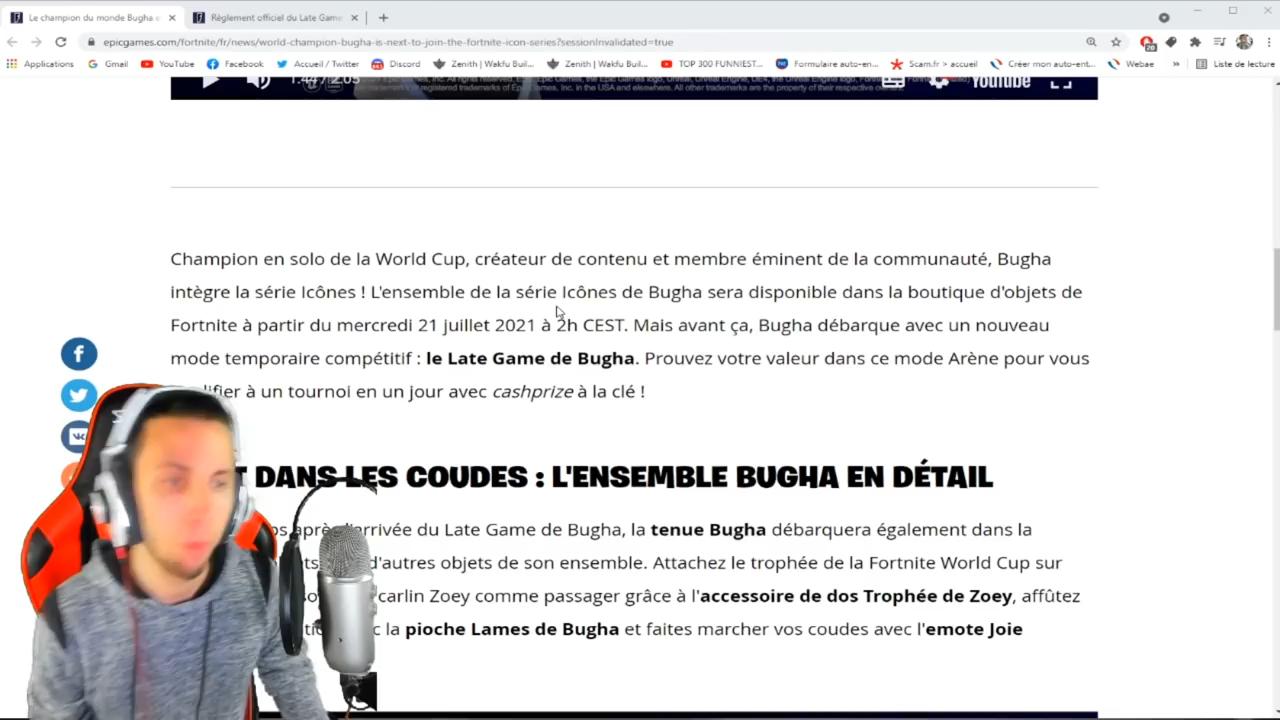 Le champion du monde Bugha e
Règlement officiel du Late Game
epicgames.com/fortnite/fr/news/world-champion-bugha-is-next-to-join-the-fortnite-icon-series?sessionInvalidated=true
20
Applications Gmail YouTube Facebook Accueil / Twitter Discord Zenith | Wakfu Buil... Zenith | Wakfu Buil... TOP 300 FUNNIEST... Formulaire auto-en... Scam.fr > accueil Créer mon auto-ent... Webae » Liste de lecture
1:44 / 2:05
YouTube
Champion en solo de la World Cup, créateur de contenu et membre éminent de la communauté, Bugha
intègre la série Icônes ! L'ensemble de la série Icônes de Bugha sera disponible dans la boutique d'objets de
Fortnite à partir du mercredi 21 juillet 2021 à 2h CEST. Mais avant ça, Bugha débarque avec un nouveau
mode temporaire compétitif : le Late Game de Bugha. Prouvez votre valeur dans ce mode Arène pour vous
lifier à un tournoi en un jour avec cashprize à la clé !
T DANS LES COUDES : L'ENSEMBLE BUGHA EN DÉTAIL
ps après l'arrivée du Late Game de Bugha, la tenue Bugha débarquera également dans la
d'autres objets de son ensemble. Attachez le trophée de la Fortnite World Cup sur
carlin Zoey comme passager grâce à l'accessoire de dos Trophée de Zoey, affûtez
la pioche Lames de Bugha et faites marcher vos coudes avec l'emote Joie